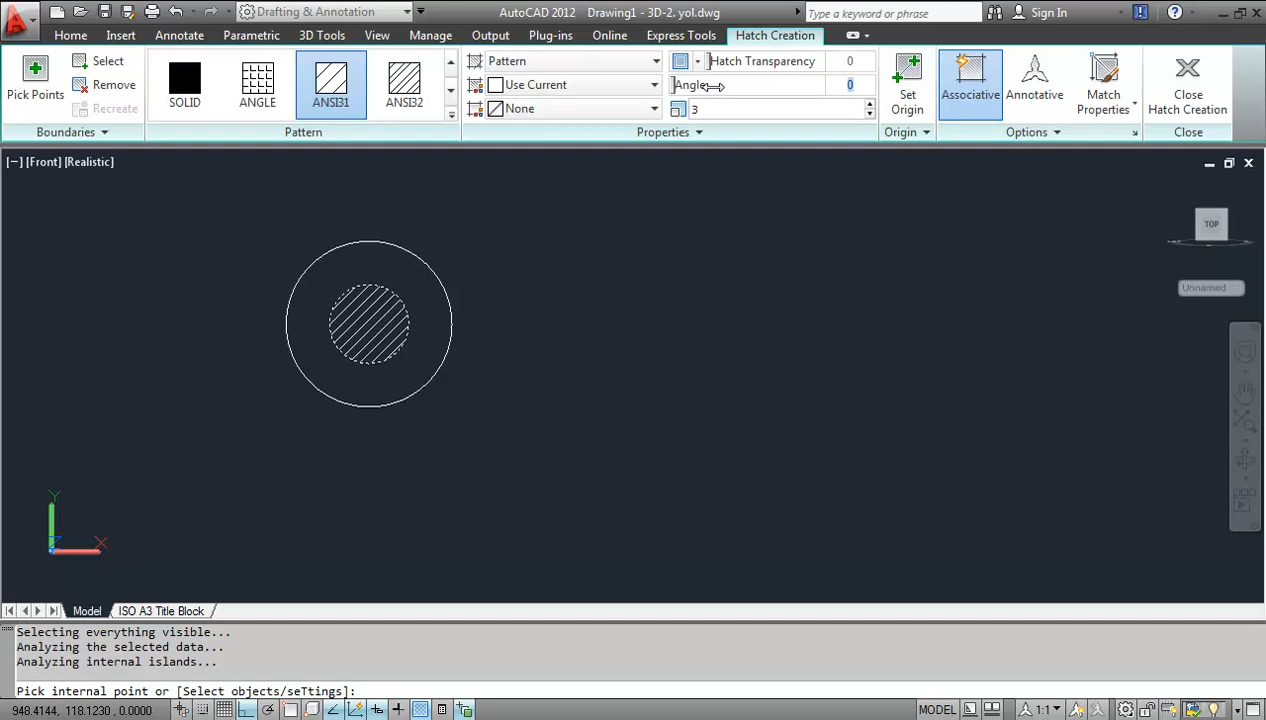 Drafting & Annotation
AutoCAD 2012 Drawing1 - 3D-2. yol.dwg
Type a keyword or phrase
Sign In
Home Insert Annotate Parametric 3D Tools View Manage Output Plug-ins Online Express Tools Hatch Creation
Pick Points
Select
Remove
Recreate
Boundaries
SOLID
ANGLE
ANSI31
ANSI32
Pattern
Pattern
Use Current
None
Hatch Transparency 0
Angle 0
3
Properties
Set
Origin
Origin
Associative
Annotative
Match
Properties
Options
Close
Hatch Creation
Close
[−] [Front] [Realistic]
TOP
Unnamed
Y
X
Model ISO A3 Title Block
Selecting everything visible...
Analyzing the selected data...
Analyzing internal islands...
Pick internal point or [Select objects/seTtings]:
948.4144, 118.1230, 0.0000
MODEL
1:1